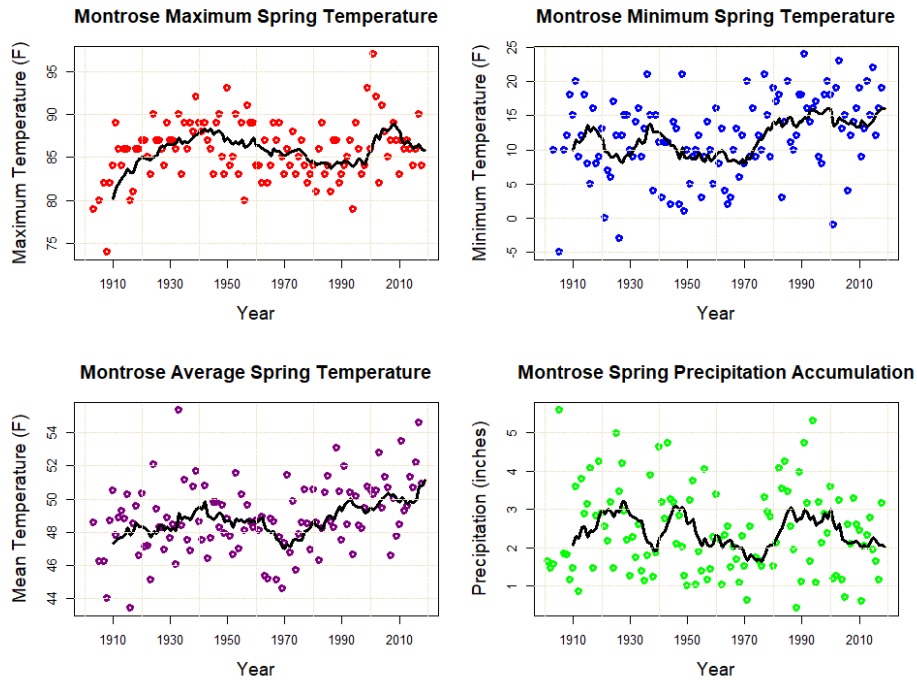 Montrose Maximum Spring Temperature
Maximum Temperature (F)
95
90
85
80
75
1910 1930 1950 1970 1990 2010
Year
Montrose Minimum Spring Temperature
Minimum Temperature (F)
25
20
15
10
5
0
-5
1910 1930 1950 1970 1990 2010
Year
Montrose Average Spring Temperature
Mean Temperature (F)
54
52
50
48
46
44
1910 1930 1950 1970 1990 2010
Year
Montrose Spring Precipitation Accumulation
Precipitation (inches)
5
4
3
2
1
1910 1930 1950 1970 1990 2010
Year